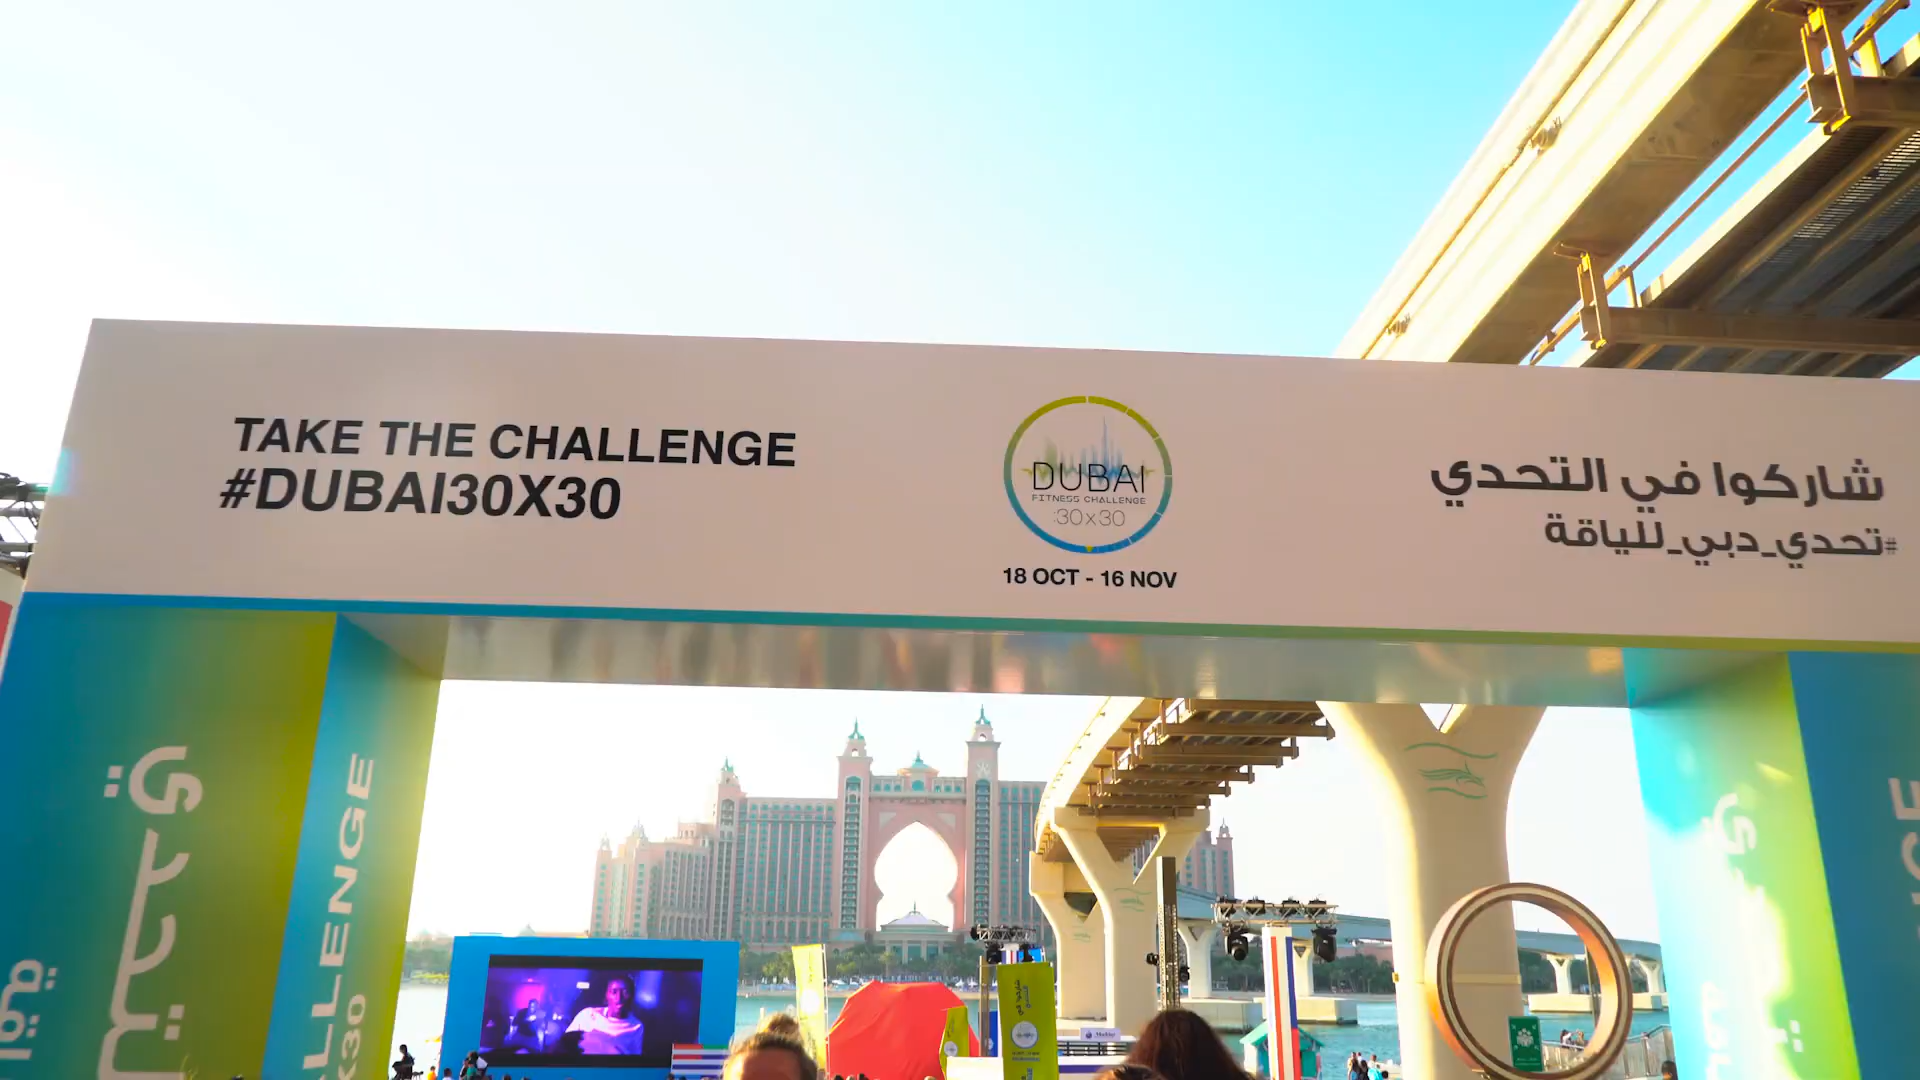 TAKE THE CHALLENGE
#DUBAI30X30
DUBAI
FITNESS CHALLENGE
:30x30
18 OCT - 16 NOV
شاركوا في التحدي
#تحدي_دبي_للياقة